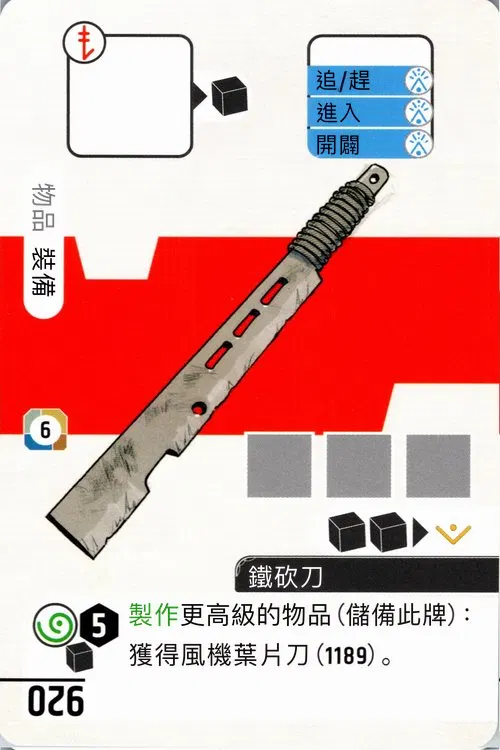 追/趕
進入
開闢
物品 裝備
6
鐵砍刀
5 製作更高級的物品(儲備此牌):
獲得風機葉片刀(1189)。
026